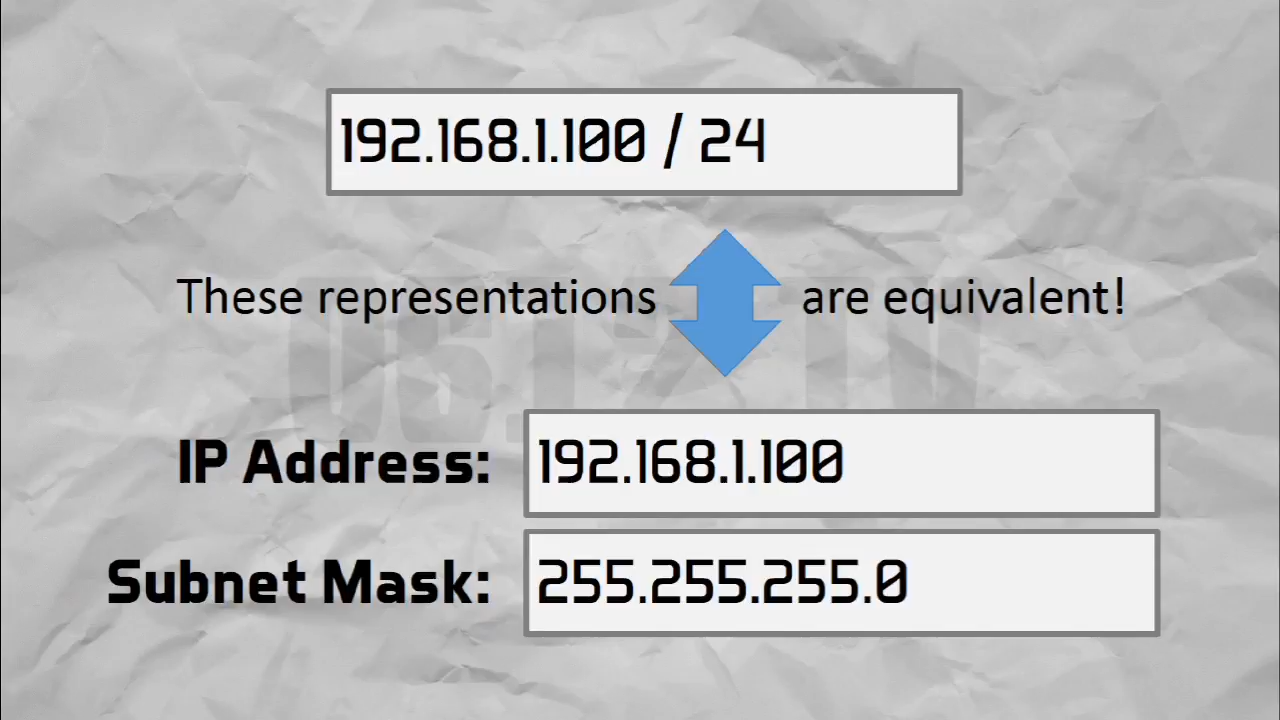 192.168.1.100 / 24
These representations are equivalent!
IP Address: 192.168.1.100
Subnet Mask: 255.255.255.0